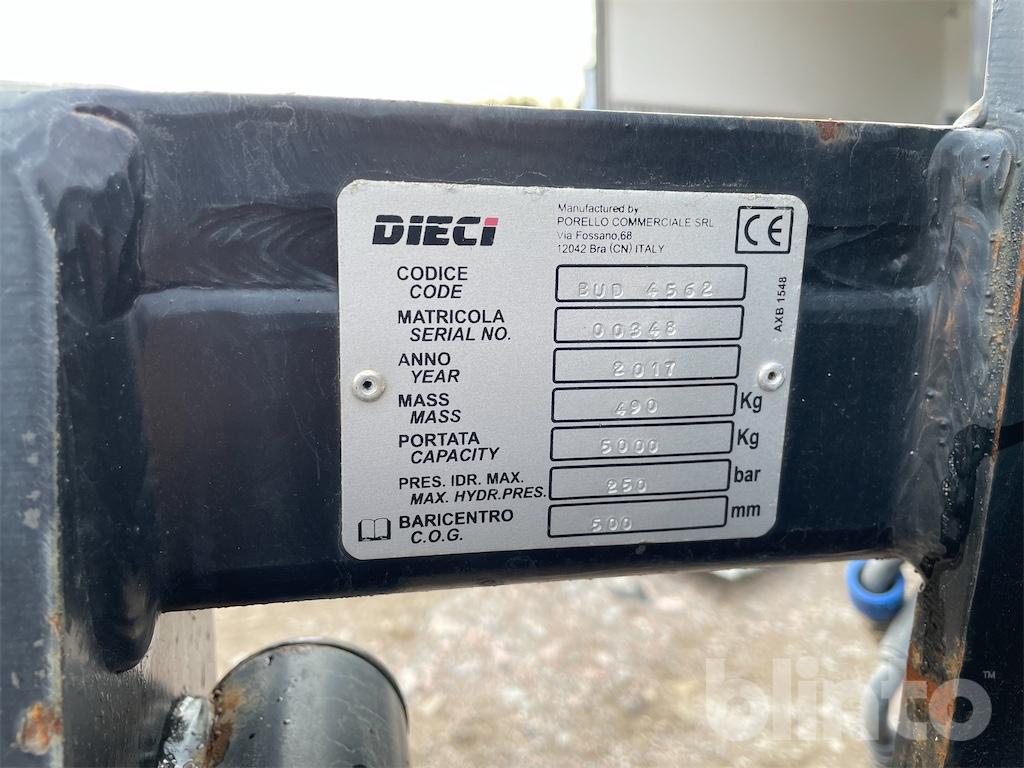 DIECI
Manufactured by
PORELLO COMMERCIALE SRL
Via Fossano,68
12042 Bra (CN) ITALY
CE
CODICE
CODE
BUD 4562
MATRICOLA
SERIAL NO.
00348
ANNO
YEAR
2017
MASS
MASS
490 Kg
PORTATA
CAPACITY
5000 Kg
PRES. IDR. MAX.
MAX. HYDR.PRES.
250 bar
BARICENTRO
C.O.G.
500 mm
AXB 1548
blinto™